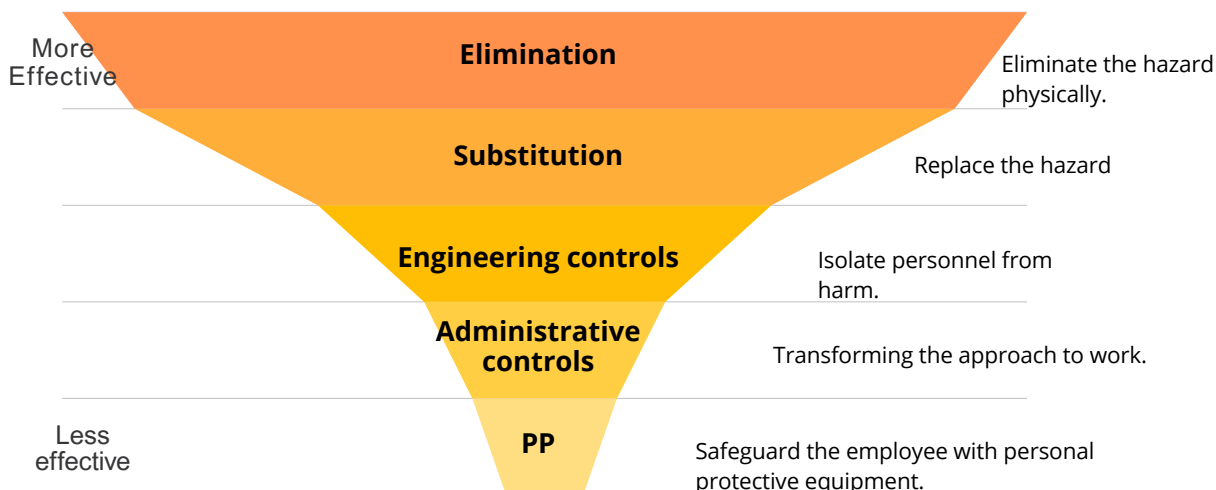 More
Effective
Elimination
Eliminate the hazard
physically.
Substitution
Replace the hazard
Engineering controls
Isolate personnel from
harm.
Administrative
controls
Transforming the approach to work.
Less
effective
PP
Safeguard the employee with personal
protective equipment.